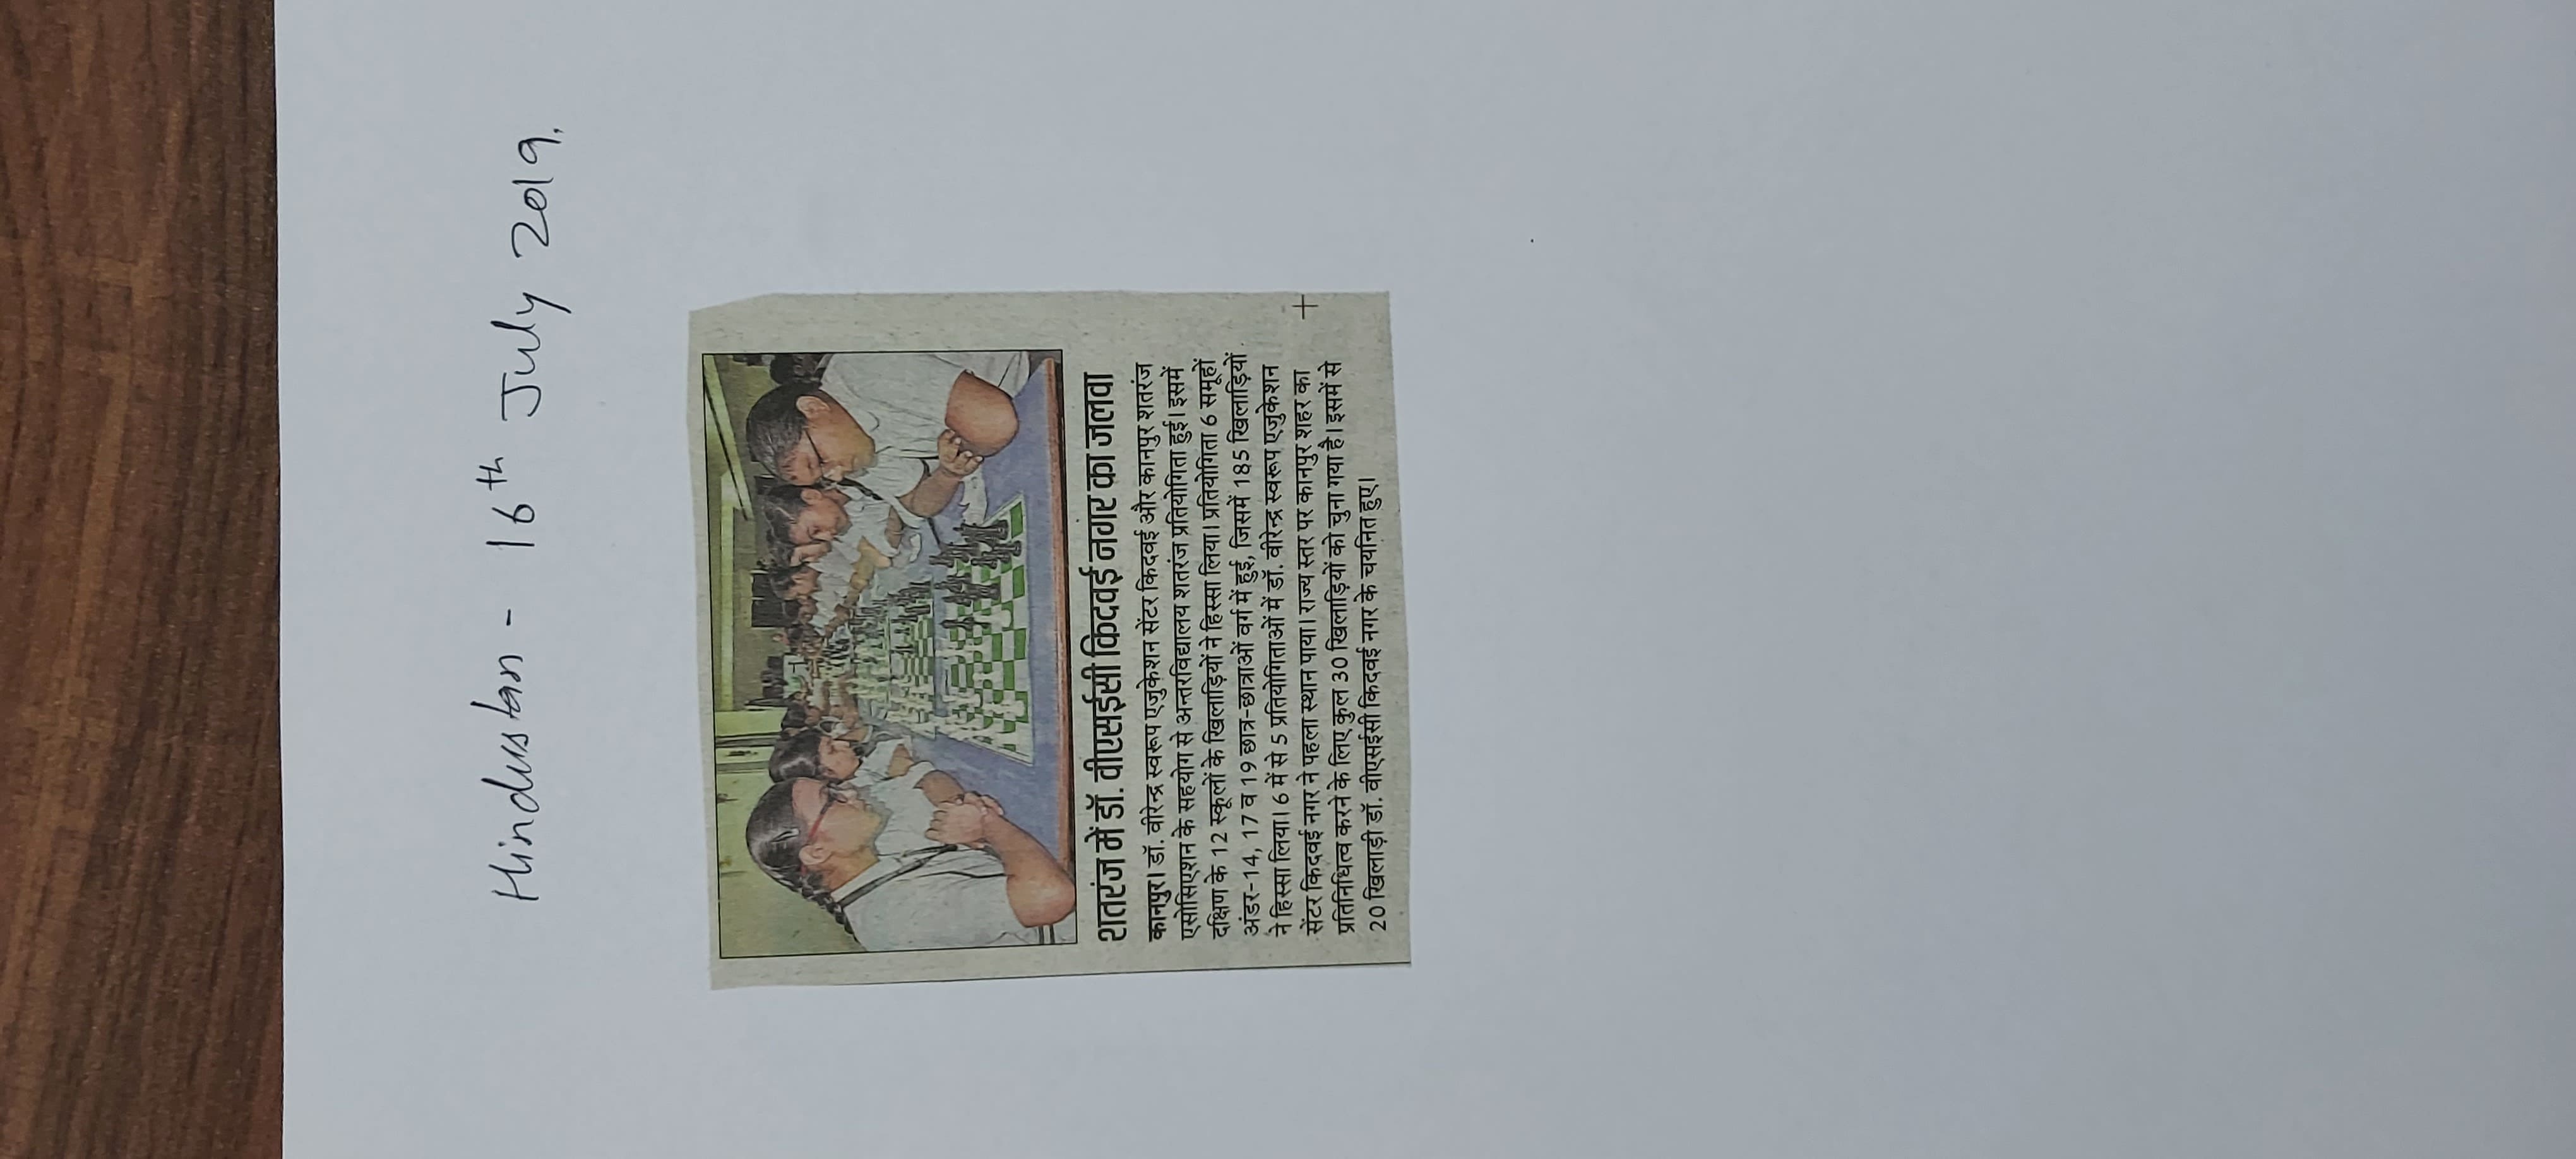 Hindustan - 16th July 2019.
शतरंज में डॉ. वीएसईसी किदवई नगर का जलवा
कानपुर। डॉ. वीरेन्द्र स्वरूप एजुकेशन सेंटर किदवई और कानपुर शतरंज
एसोसिएशन के सहयोग से अन्तरविद्यालय शतरंज प्रतियोगिता हुई। इसमें
दक्षिण के 12 स्कूलों के खिलाड़ियों ने हिस्सा लिया। प्रतियोगिता 6 समूहों
अंडर-14, 17 व 19 छात्र-छात्राओं वर्ग में हुई, जिसमें 185 खिलाड़ियों
ने हिस्सा लिया। 6 में से 5 प्रतियोगिताओं में डॉ. वीरेन्द्र स्वरूप एजुकेशन
सेंटर किदवई नगर ने पहला स्थान पाया। राज्य स्तर पर कानपुर शहर का
प्रतिनिधित्व करने के लिए कुल 30 खिलाड़ियों को चुना गया है। इसमें से
20 खिलाड़ी डॉ. वीएसईसी किदवई नगर के चयनित हुए।